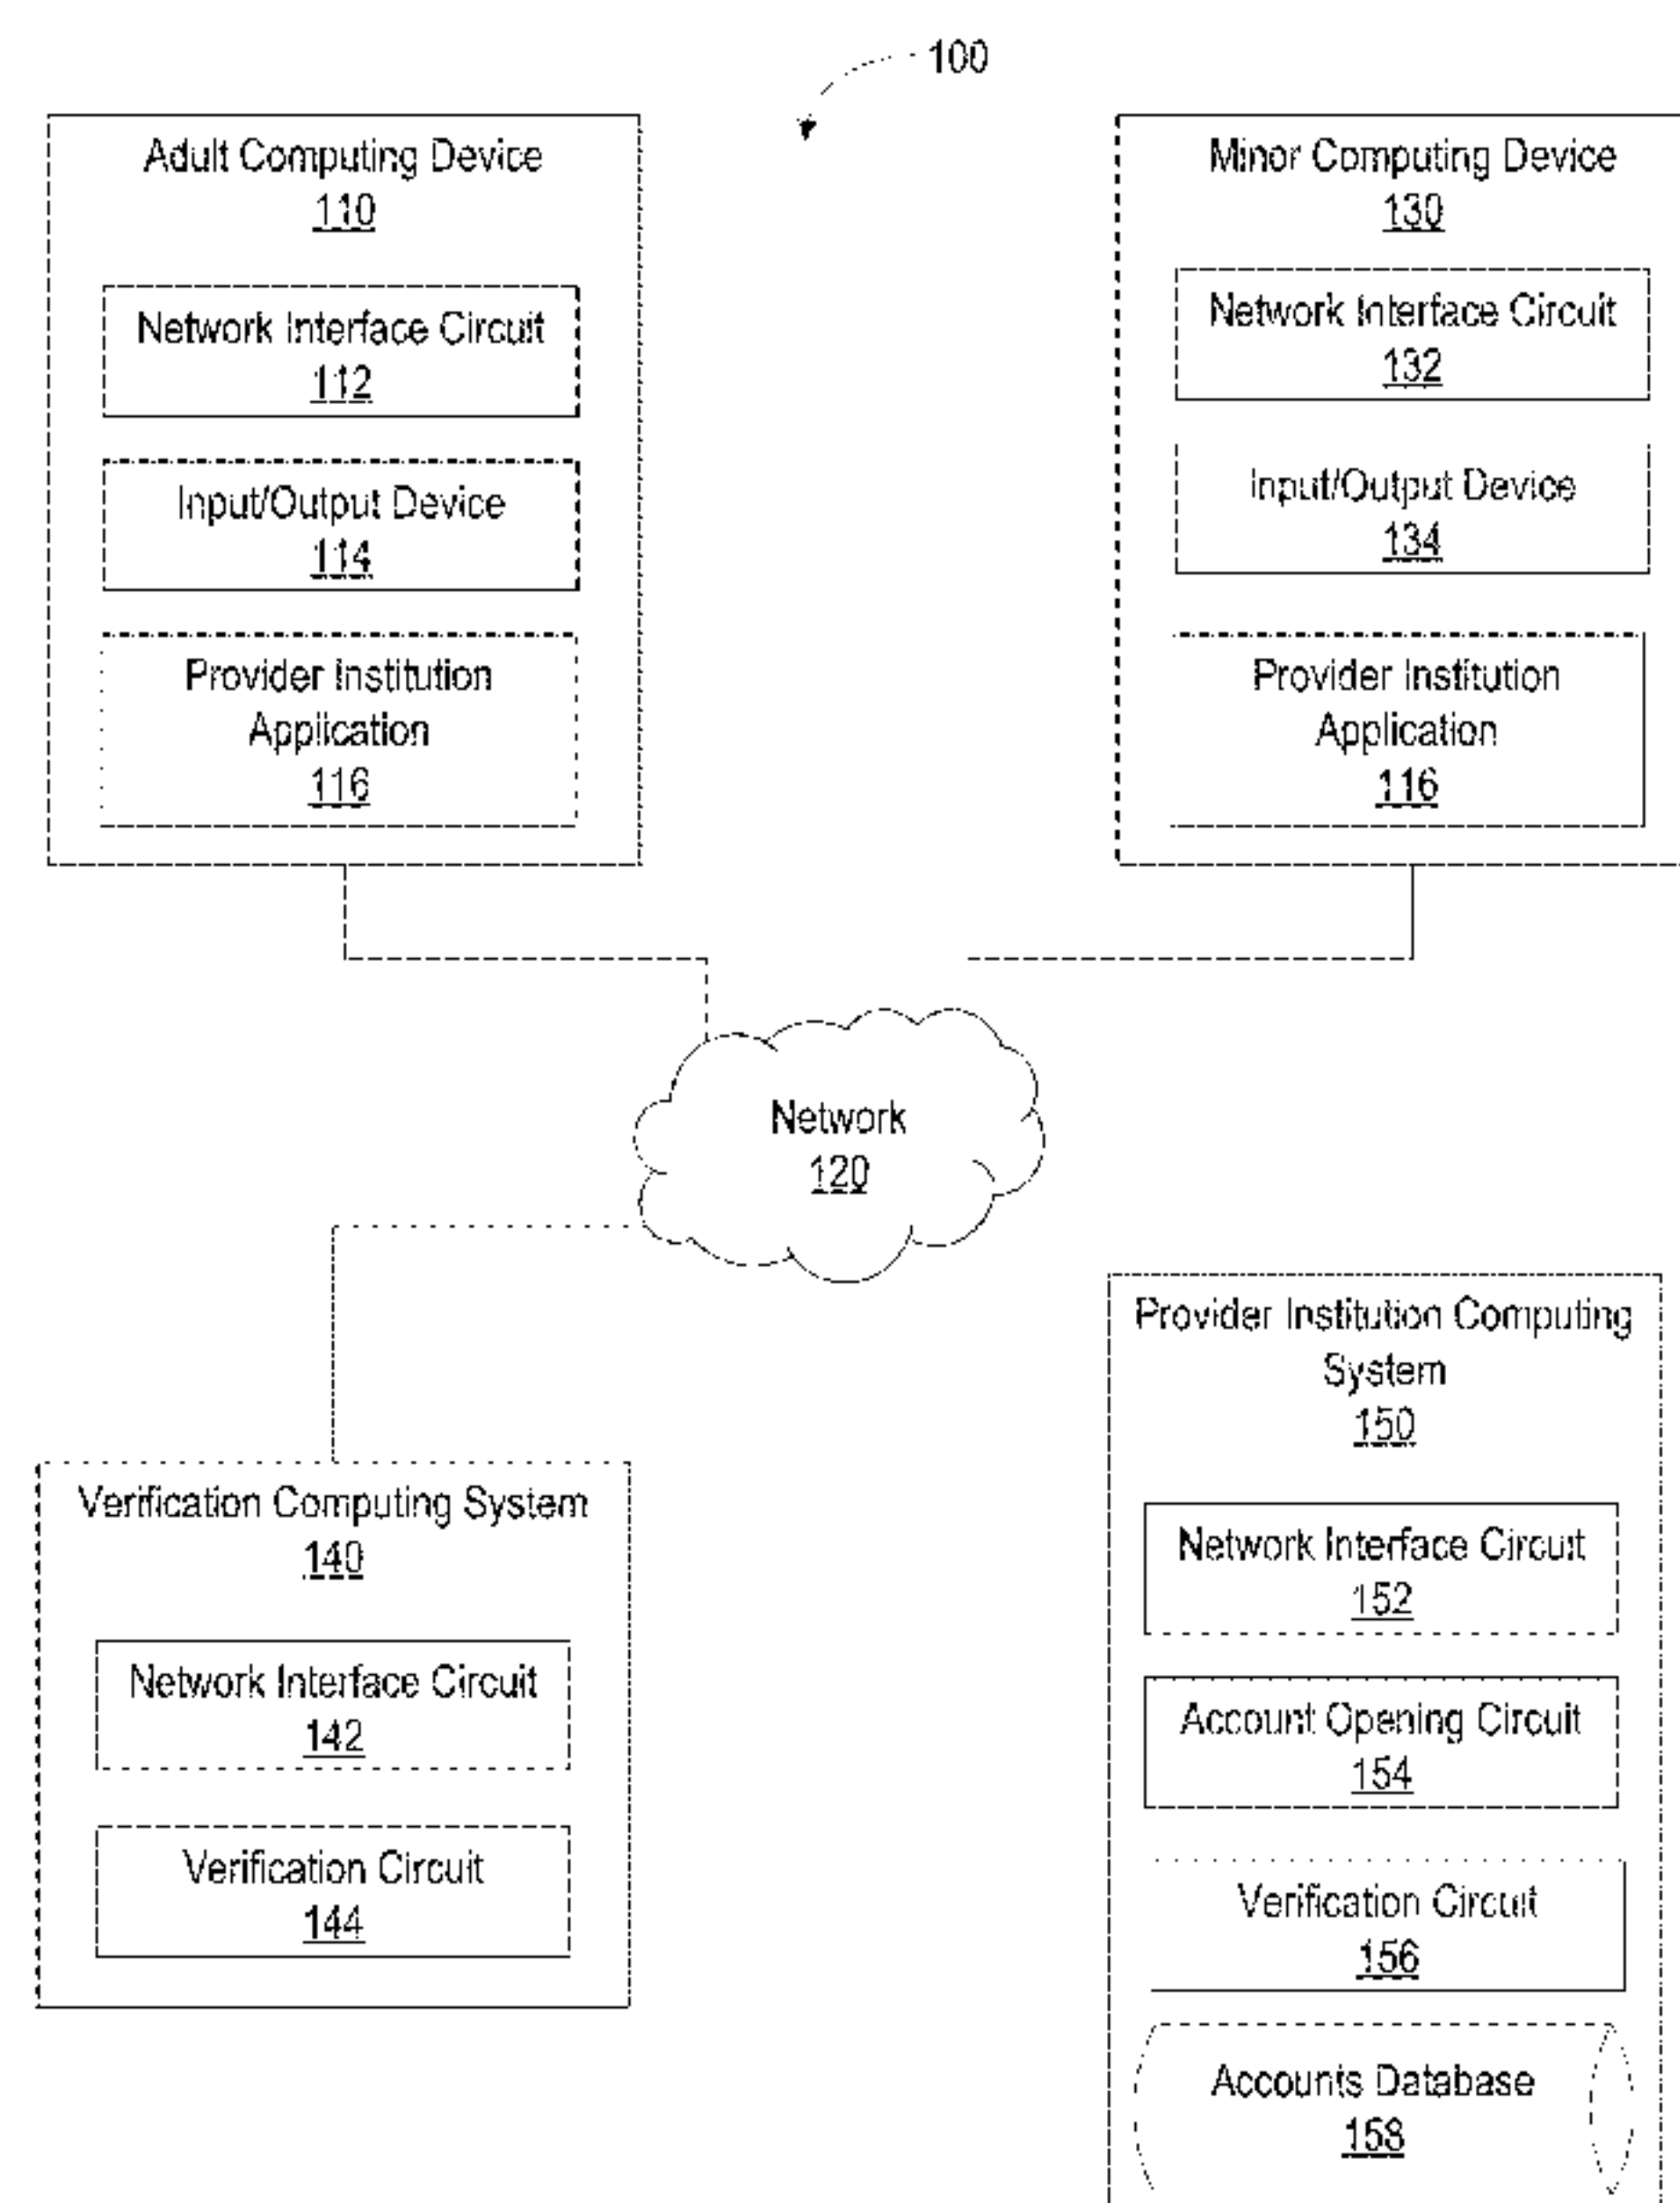 100
Adult Computing Device
110
Network Interface Circuit
112
Input/Output Device
114
Provider Institution
Application
116
Minor Computing Device
130
Network Interface Circuit
132
Input/Output Device
134
Provider Institution
Application
116
Network
120
Verification Computing System
140
Network Interface Circuit
142
Verification Circuit
144
Provider Institution Computing
System
150
Network Interface Circuit
152
Account Opening Circuit
154
Verification Circuit
156
Accounts Database
158